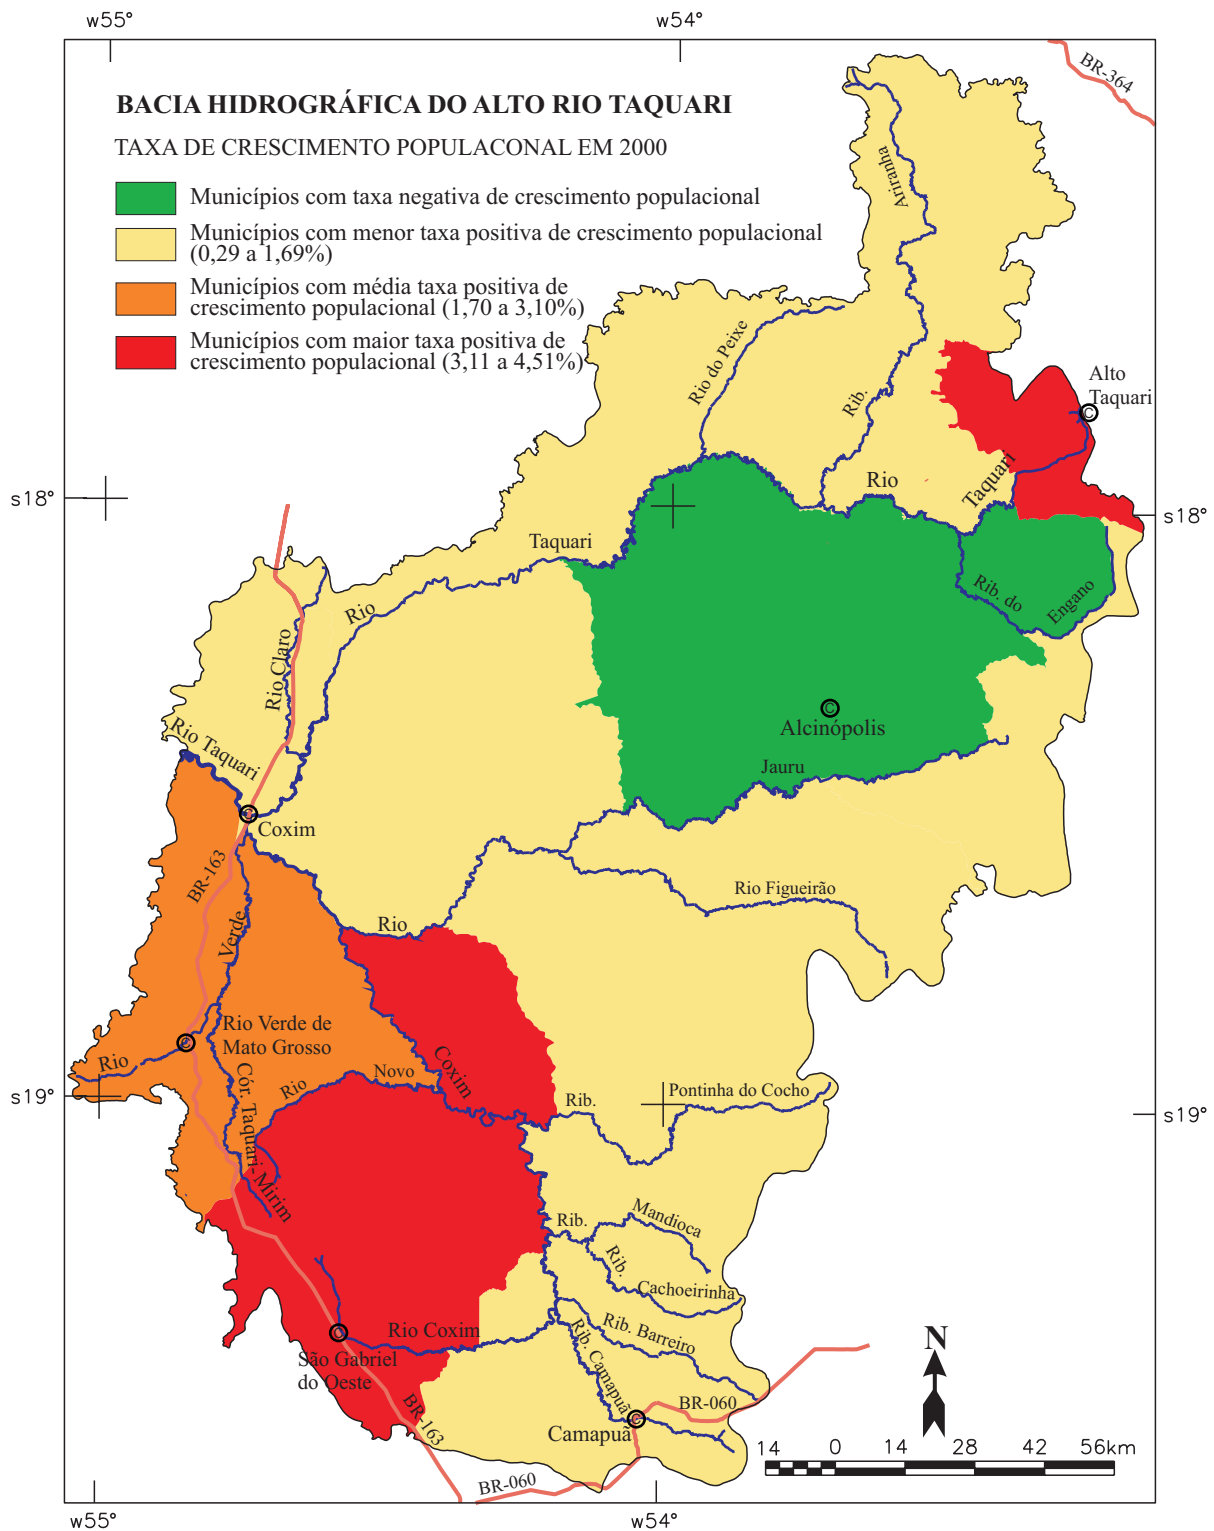 w55°
w54°
BR-364
BACIA HIDROGRÁFICA DO ALTO RIO TAQUARI
TAXA DE CRESCIMENTO POPULACONAL EM 2000
Municípios com taxa negativa de crescimento populacional
Municípios com menor taxa positiva de crescimento populacional
(0,29 a 1,69%)
Municípios com média taxa positiva de
crescimento populacional (1,70 a 3,10%)
Municípios com maior taxa positiva de
crescimento populacional (3,11 a 4,51%)
Ariranha
Rio do Peixe
Rib.
Alto
Taquari
C
Rio
Taquari
s18°
s18°
Taquari
Rio
Rib. do
Engano
Rio Claro
C
Alcinópolis
Rio Taquari
Jauru
C
Coxim
BR-163
Rio Figueirão
Verde
Rio
Rio Verde de
Mato Grosso
C
Rio
Cór. Taquari-Mirim
Rio
Novo
Coxim
Rib.
Pontinha do Cocho
s19°
s19°
Rib.
Mandioca
Rib.
Cachoeirinha
Rio Coxim
C
São Gabriel
do Oeste
Rib. Barreiro
Rib. Camapuã
BR-163
C
Camapuã
BR-060
BR-060
N
14 0 14 28 42 56km
w55°
w54°